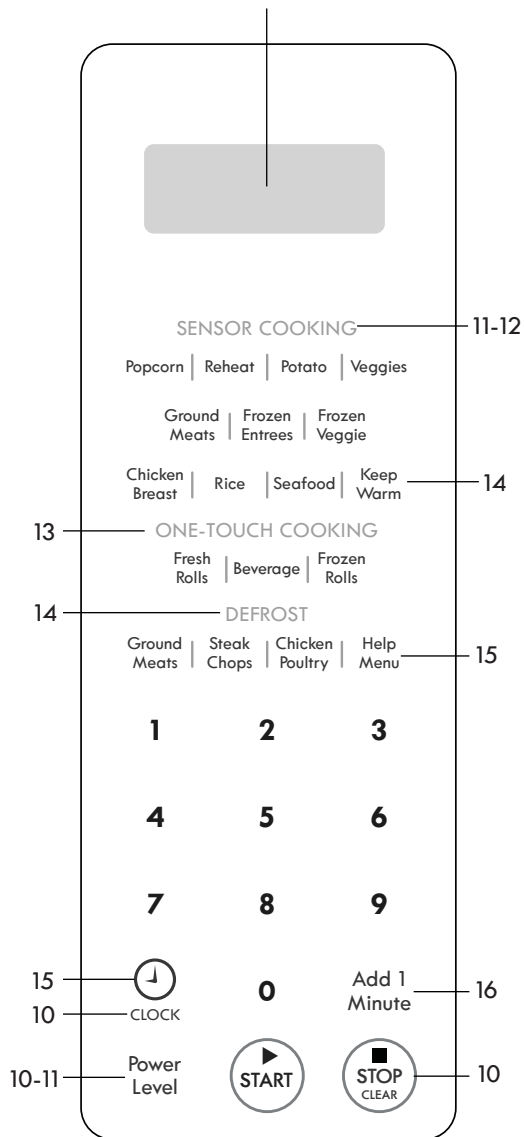 SENSOR COOKING 11-12
Popcorn Reheat Potato Veggies
Ground Meats Frozen Entrees Frozen Veggie
Chicken Breast Rice Seafood Keep Warm 14
13 ONE-TOUCH COOKING
Fresh Rolls Beverage Frozen Rolls
14 DEFROST
Ground Meats Steak Chops Chicken Poultry Help Menu 15
1 2 3
4 5 6
7 8 9
15
10 CLOCK
0
Add 1 Minute 16
10-11 Power Level
START
STOP CLEAR 10